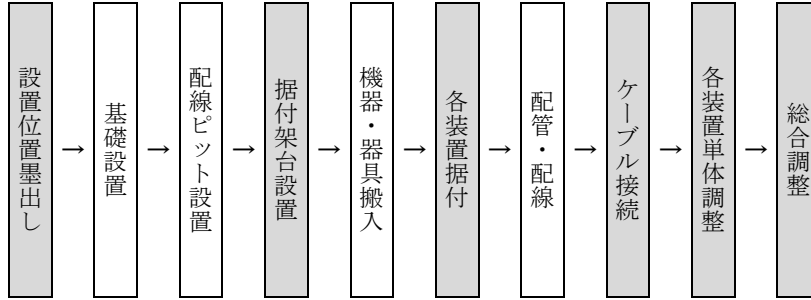 設置位置墨出し
→
基礎設置
→
配線ピット設置
→
据付架台設置
→
機器・器具搬入
→
各装置据付
→
配管・配線
→
ケーブル接続
→
各装置単体調整
→
総合調整